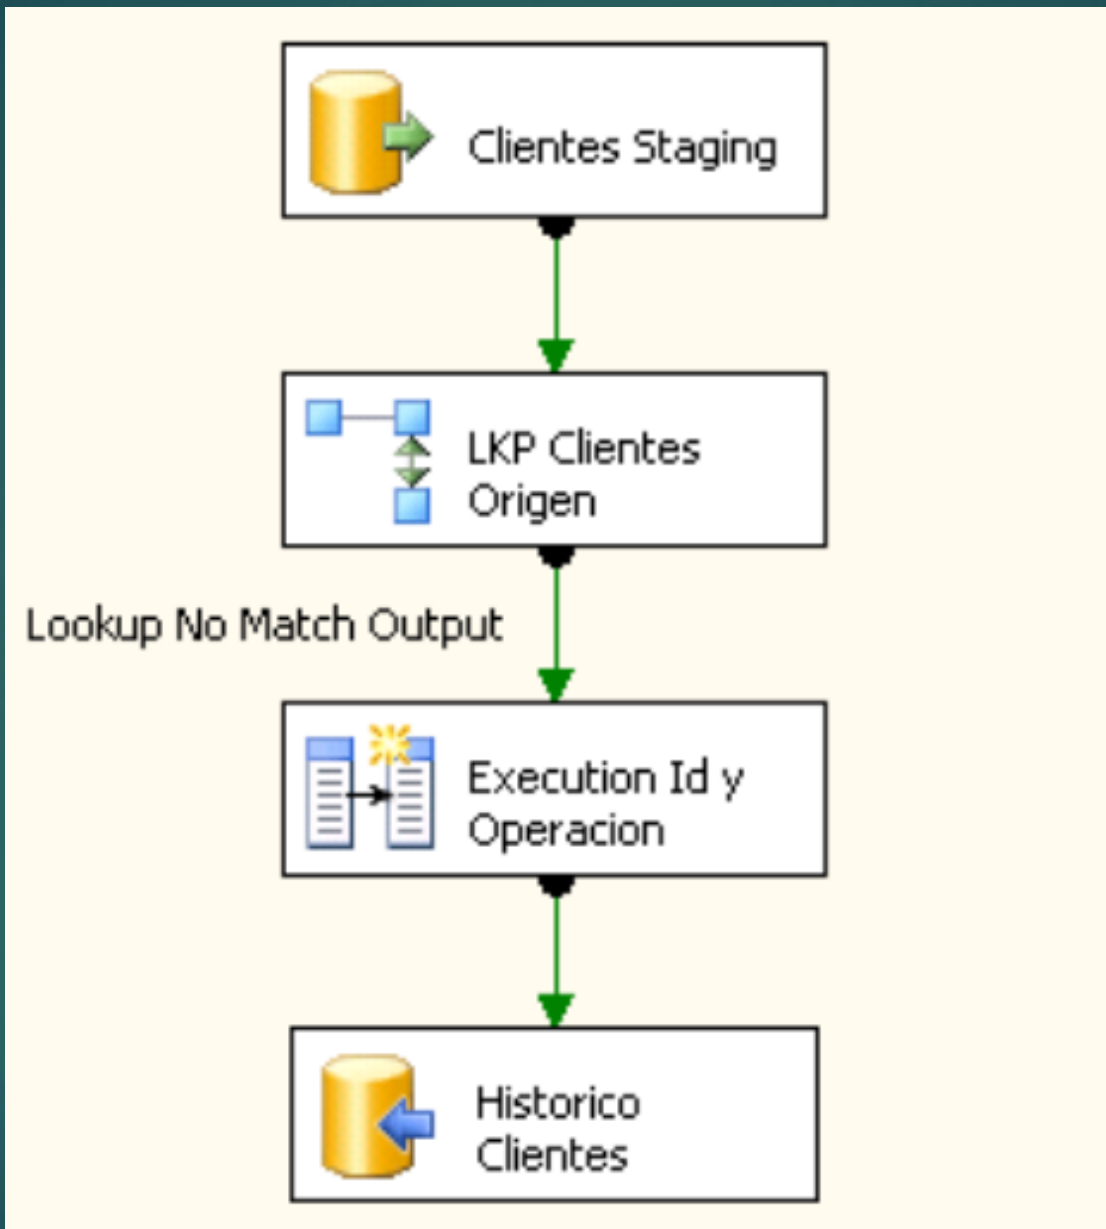 Clientes Staging
LKP Clientes
Origen
Lookup No Match Output
Execution Id y
Operacion
Historico
Clientes